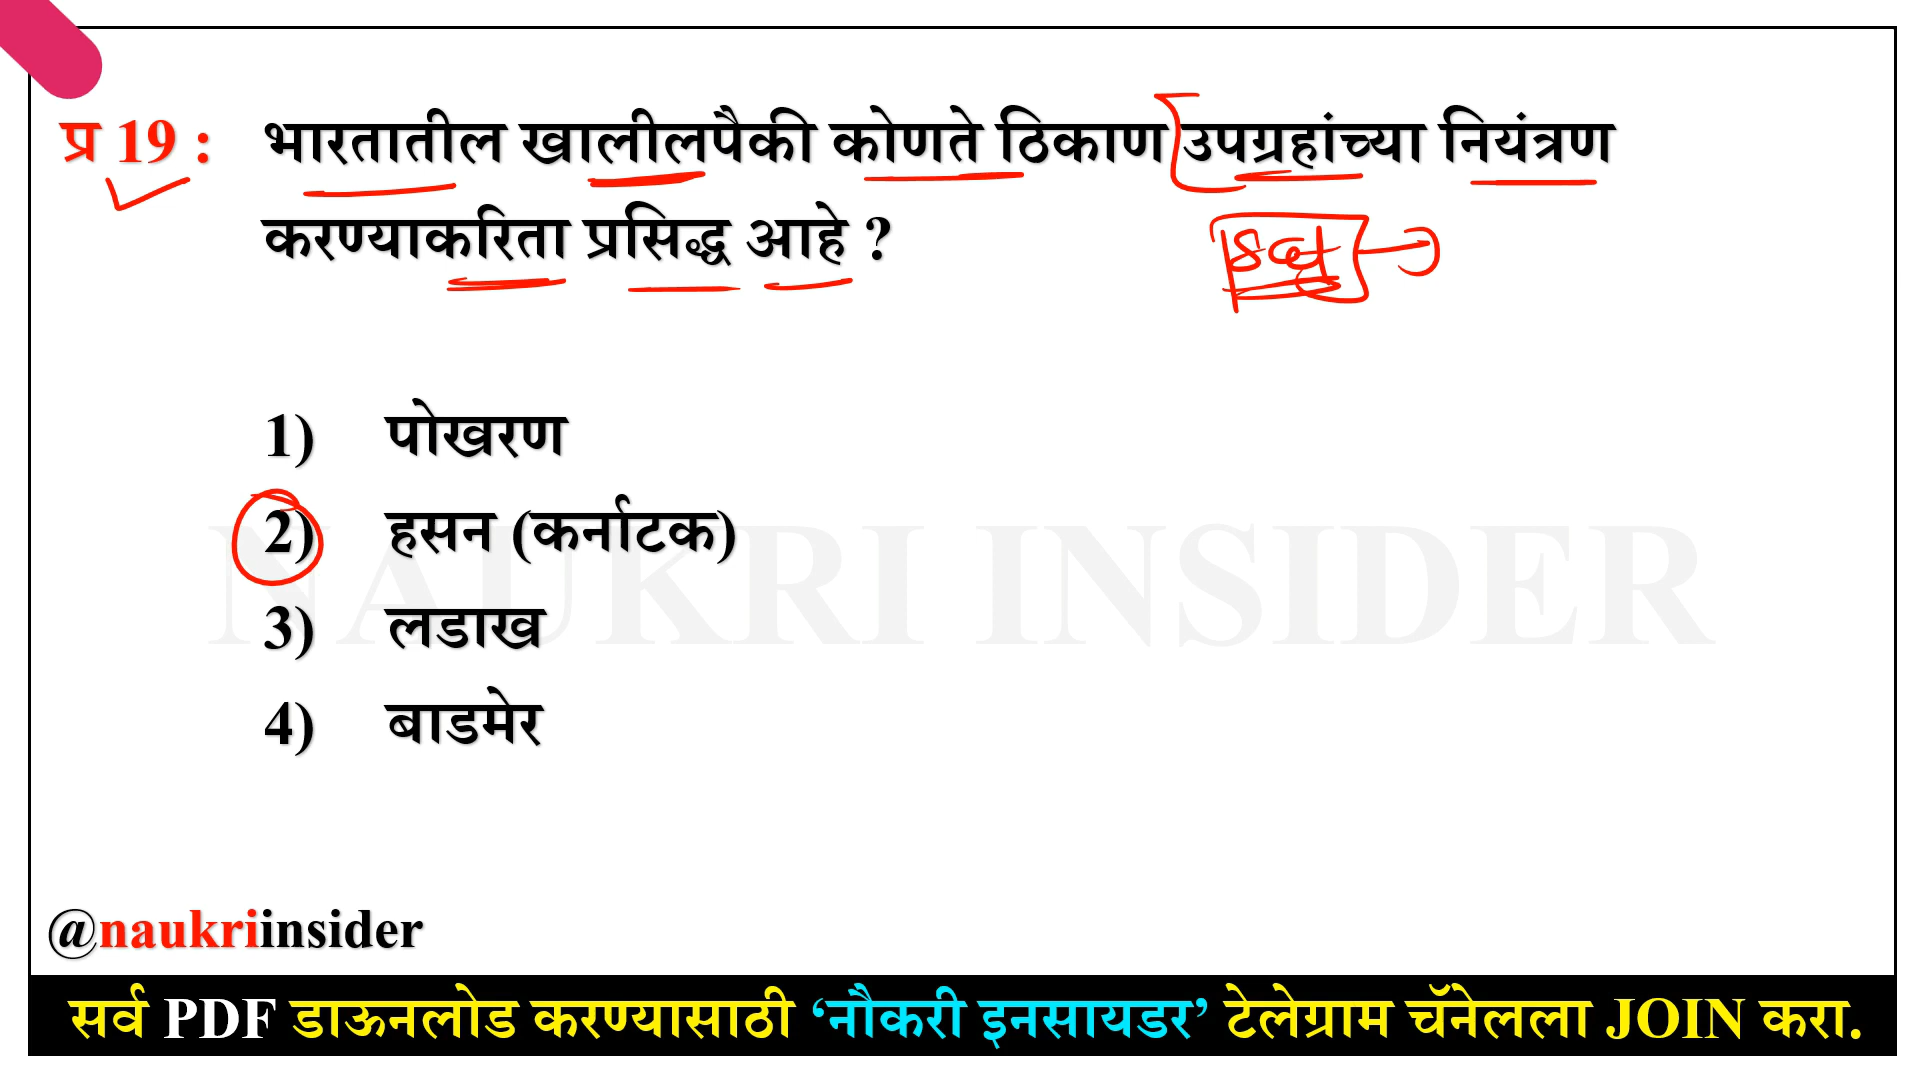 प्र 19 : भारतातील खालीलपैकी कोणते ठिकाण उपग्रहांच्या नियंत्रण
करण्याकरिता प्रसिद्ध आहे ?
1) पोखरण
2) हसन (कर्नाटक)
3) लडाख
4) बाडमेर
NAUKRI INSIDER
@naukriinsider
सर्व PDF डाऊनलोड करण्यासाठी ‘नौकरी इनसायडर’ टेलेग्राम चॅनेलला JOIN करा.